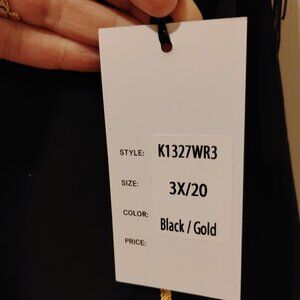 STYLE: K1327WR3
SIZE: 3X/20
COLOR: Black / Gold
PRICE: